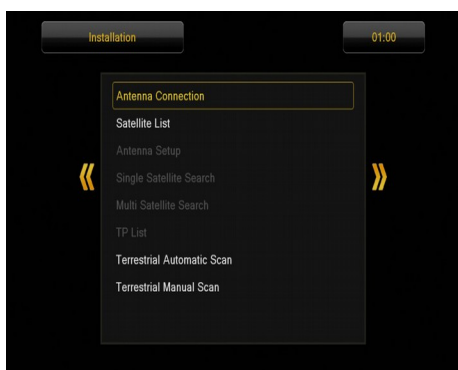 Installation
01:00
Antenna Connection
Satellite List
Antenna Setup
Single Satellite Search
Multi Satellite Search
TP List
Terrestrial Automatic Scan
Terrestrial Manual Scan